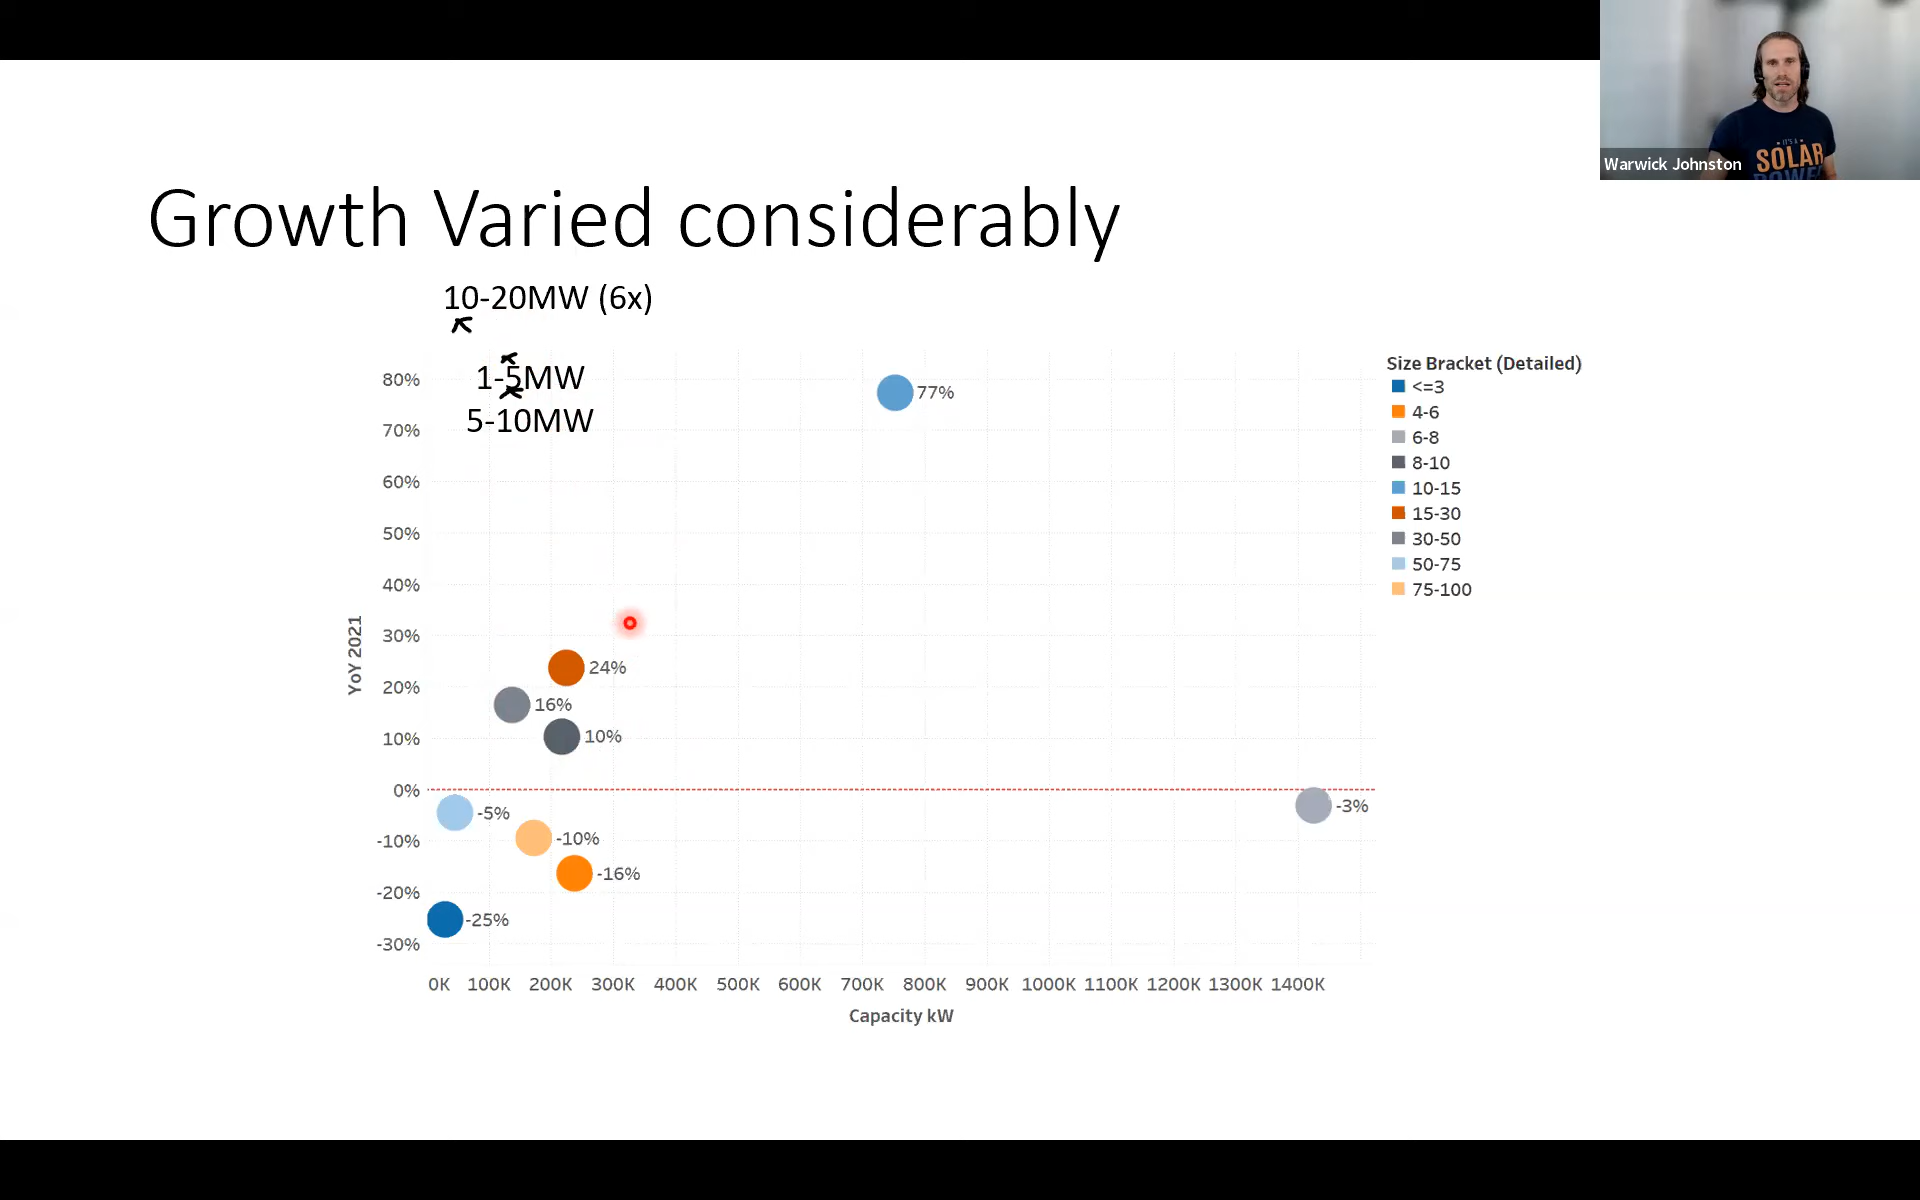 Warwick Johnston
IT'S A
SOLAR
POWER
Growth Varied considerably
10-20MW (6x)
1-5MW
5-10MW
80%
70%
60%
50%
40%
30%
20%
10%
0%
-10%
-20%
-30%
YoY 2021
77%
24%
16%
10%
-5%
-3%
-10%
-16%
-25%
0K 100K 200K 300K 400K 500K 600K 700K 800K 900K 1000K 1100K 1200K 1300K 1400K
Capacity kW
Size Bracket (Detailed)
<=3
4-6
6-8
8-10
10-15
15-30
30-50
50-75
75-100